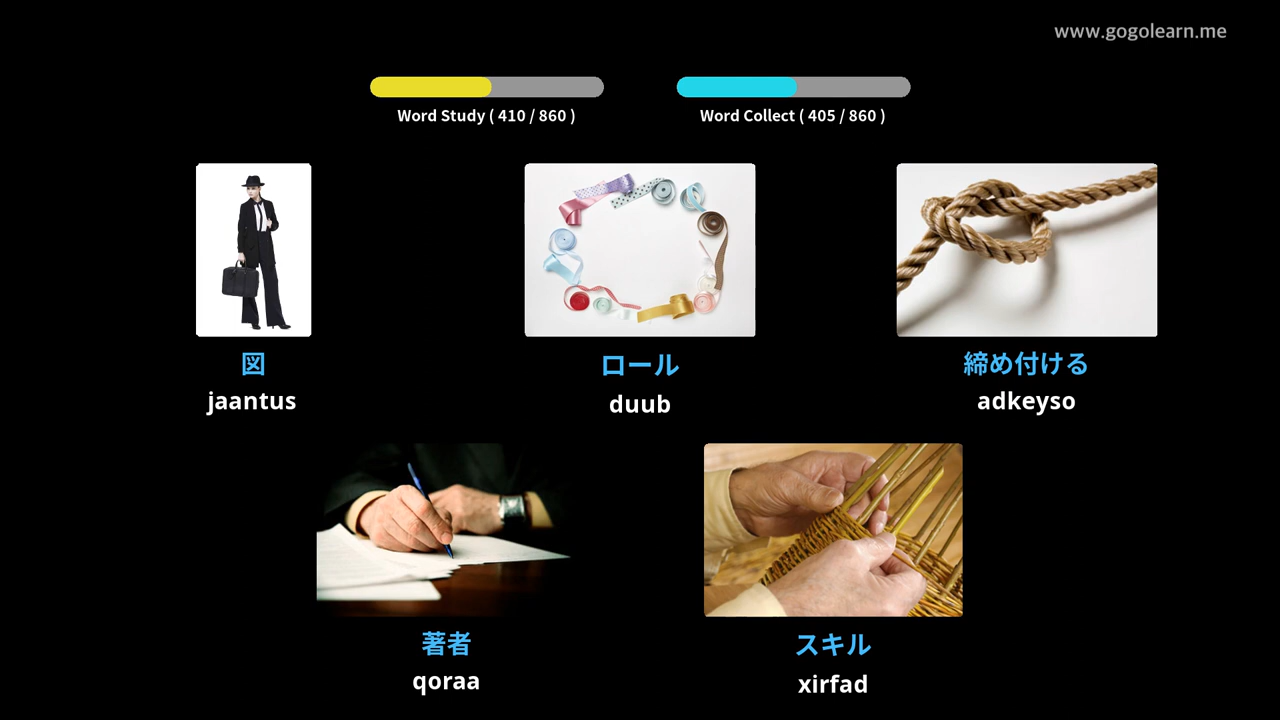 www.gogolearn.me
Word Study ( 410 / 860 )
Word Collect ( 405 / 860 )
図
jaantus
ロール
duub
締め付ける
adkeyso
著者
qoraa
スキル
xirfad